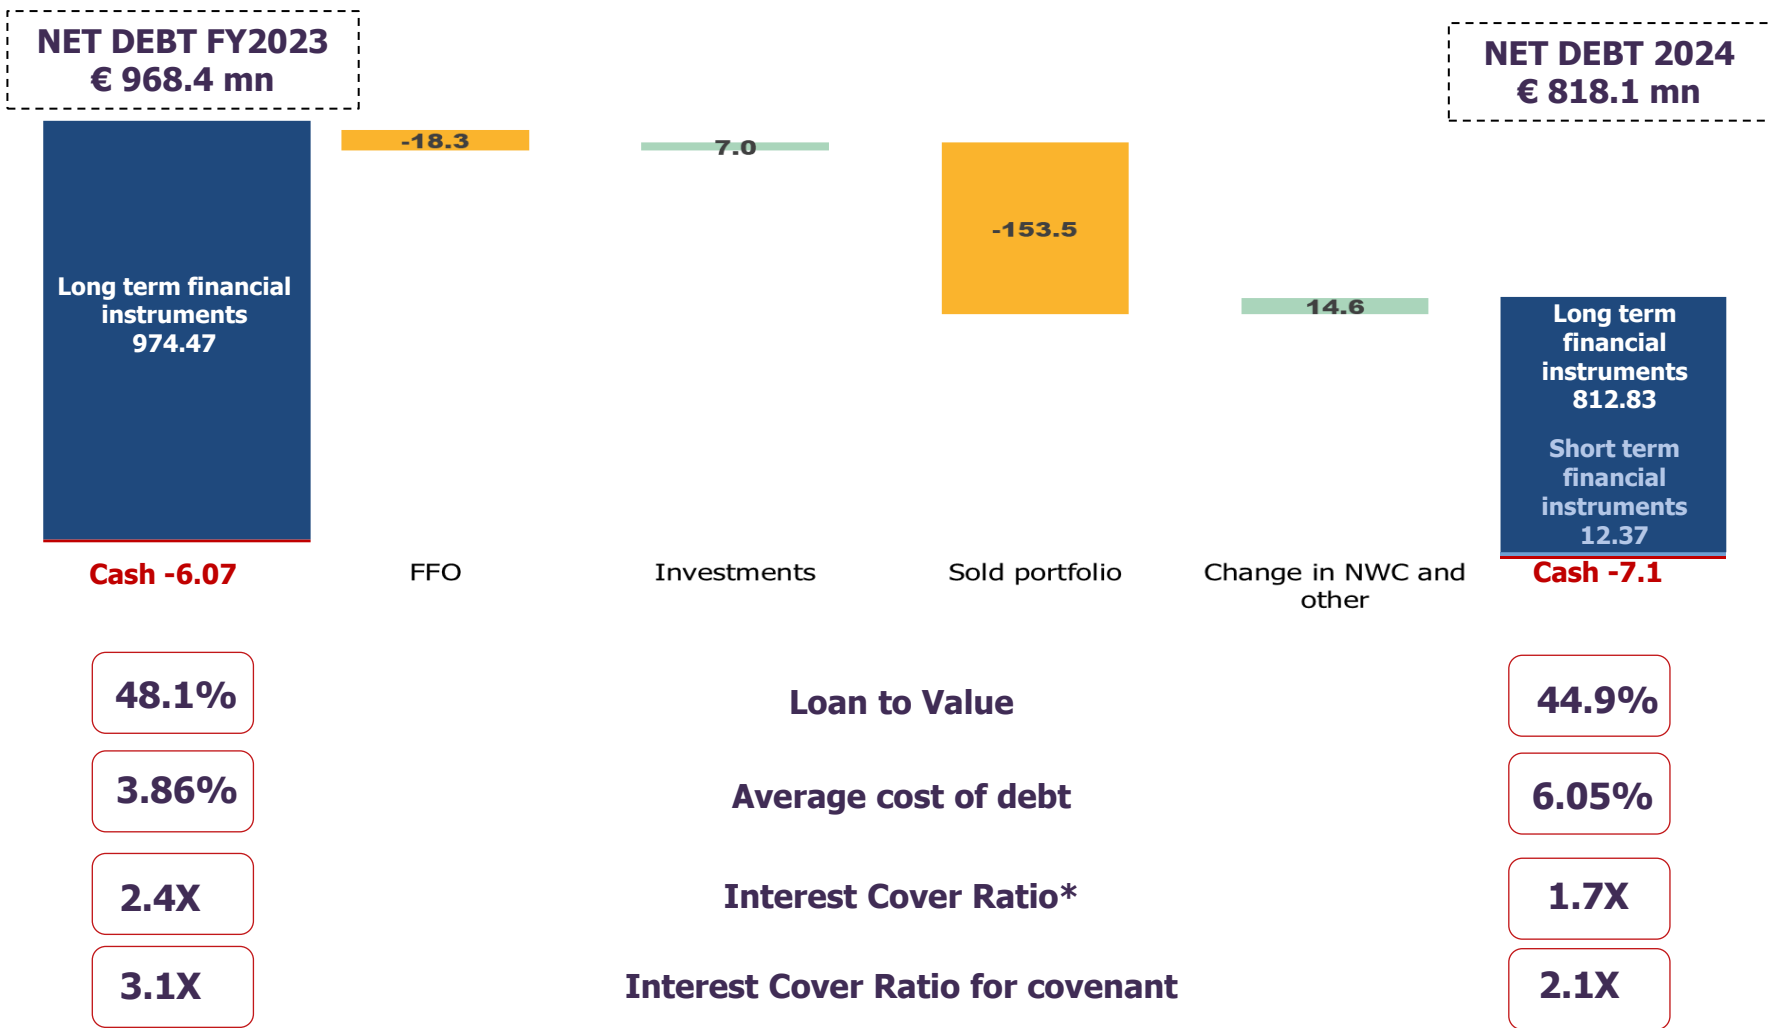 NET DEBT FY2023
€ 968.4 mn
NET DEBT 2024
€ 818.1 mn
-18.3
7.0
-153.5
14.6
Long term financial
instruments
974.47
Long term
financial
instruments
812.83
Short term
financial
instruments
12.37
Cash -6.07
FFO
Investments
Sold portfolio
Change in NWC and
other
Cash -7.1
48.1%
Loan to Value
44.9%
3.86%
Average cost of debt
6.05%
2.4X
Interest Cover Ratio*
1.7X
3.1X
Interest Cover Ratio for covenant
2.1X